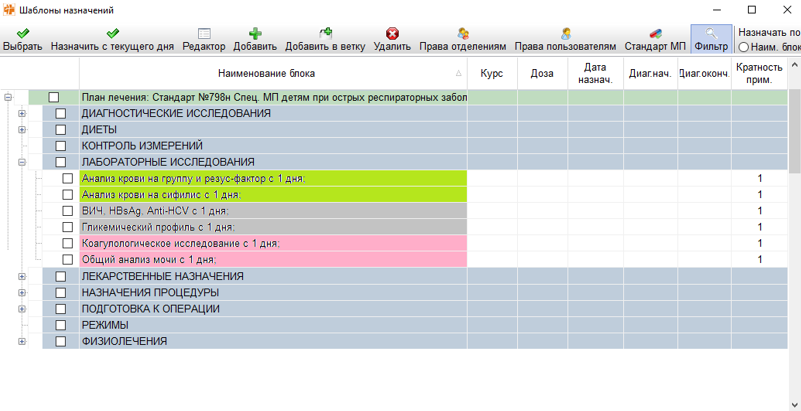 Шаблоны назначений
Выбрать Назначить с текущего дня Редактор Добавить Добавить в ветку Удалить Права отделениям Права пользователям Стандарт МП Фильтр
Назначать по
Наим. блок
Наименование блока Курс Доза Дата назнач. Диаг.нач. Диаг.оконч. Кратность прим.
План лечения: Стандарт №798н Спец. МП детям при острых респираторных забол
ДИАГНОСТИЧЕСКИЕ ИССЛЕДОВАНИЯ
ДИЕТЫ
КОНТРОЛЬ ИЗМЕРЕНИЙ
ЛАБОРАТОРНЫЕ ИССЛЕДОВАНИЯ
Анализ крови на группу и резус-фактор с 1 дня; 1
Анализ крови на сифилис с 1 дня; 1
ВИЧ, HBsAg, Anti-HCV с 1 дня; 1
Гликемический профиль с 1 дня; 1
Коагулологическое исследование с 1 дня; 1
Общий анализ мочи с 1 дня; 1
ЛЕКАРСТВЕННЫЕ НАЗНАЧЕНИЯ
НАЗНАЧЕНИЯ ПРОЦЕДУРЫ
ПОДГОТОВКА К ОПЕРАЦИИ
РЕЖИМЫ
ФИЗИОЛЕЧЕНИЯ